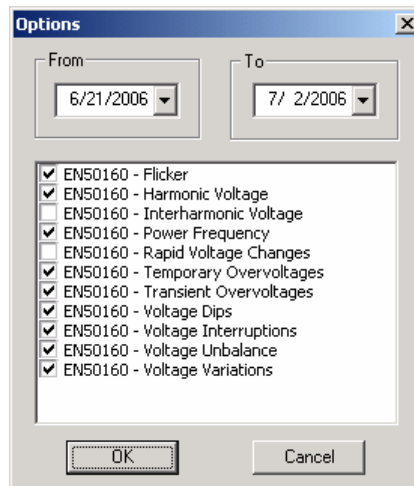 Options
From
To
6/21/2006
7/ 2/2006
EN50160 - Flicker
EN50160 - Harmonic Voltage
EN50160 - Interharmonic Voltage
EN50160 - Power Frequency
EN50160 - Rapid Voltage Changes
EN50160 - Temporary Overvoltages
EN50160 - Transient Overvoltages
EN50160 - Voltage Dips
EN50160 - Voltage Interruptions
EN50160 - Voltage Unbalance
EN50160 - Voltage Variations
OK
Cancel